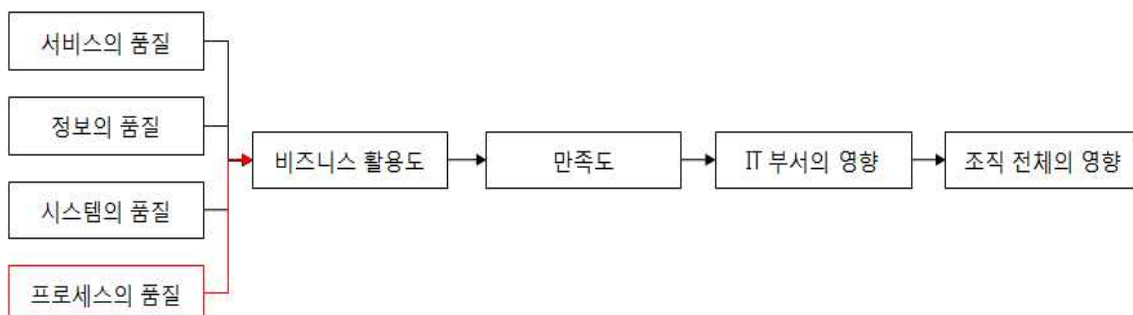 서비스의 품질
정보의 품질
시스템의 품질
프로세스의 품질
비즈니스 활용도
만족도
IT 부서의 영향
조직 전체의 영향